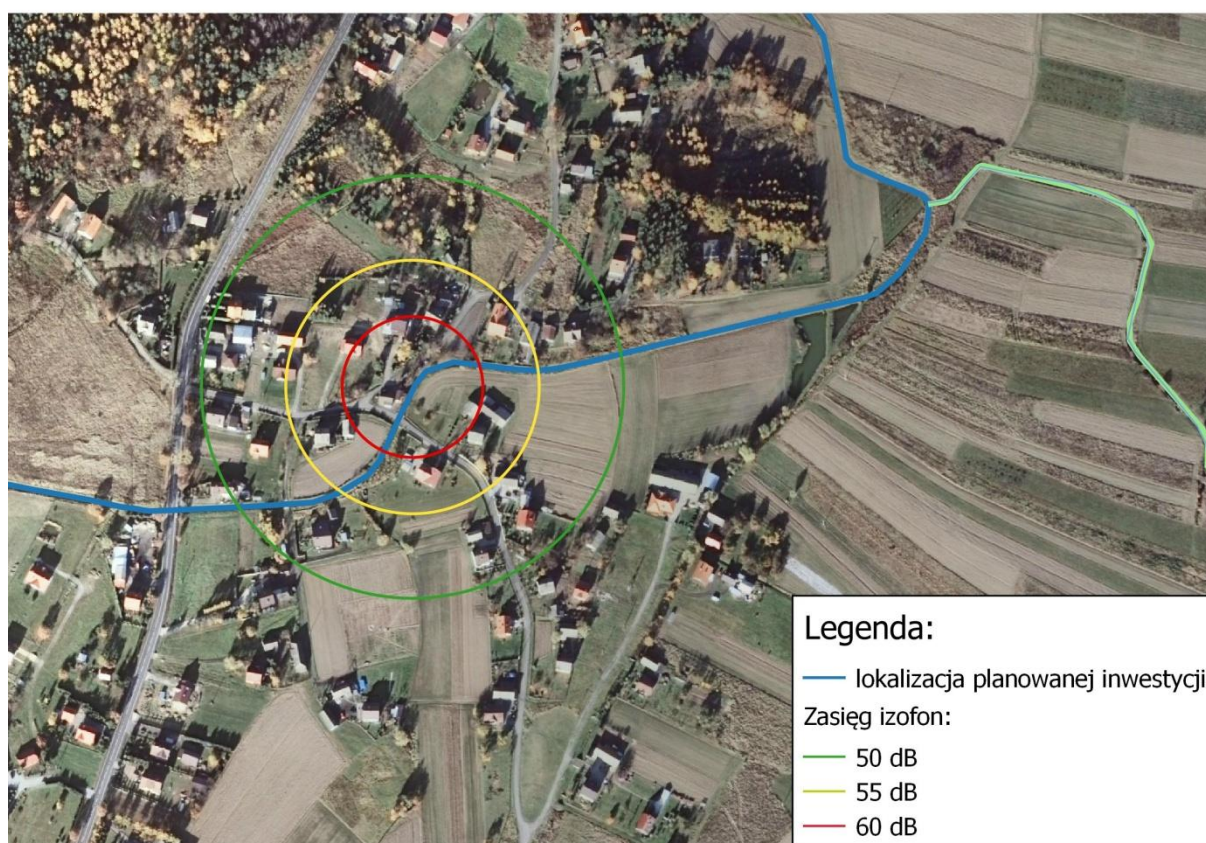 Legenda:
lokalizacja planowanej inwestycji
Zasięg izofon:
50 dB
55 dB
60 dB